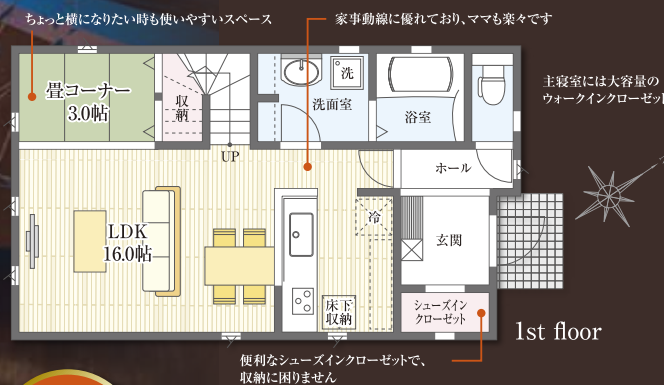 ちょっと横になりたい時も使いやすいスペース
家事動線に優れており、ママも楽々です
主寝室には大容量の
ウォークインクローゼット
畳コーナー
3.0帖
収納
洗
洗面室
浴室
UP
ホール
LDK
16.0帖
冷
玄関
床下
収納
シューズイン
クローゼット
1st floor
便利なシューズインクローゼットで、
収納に困りません